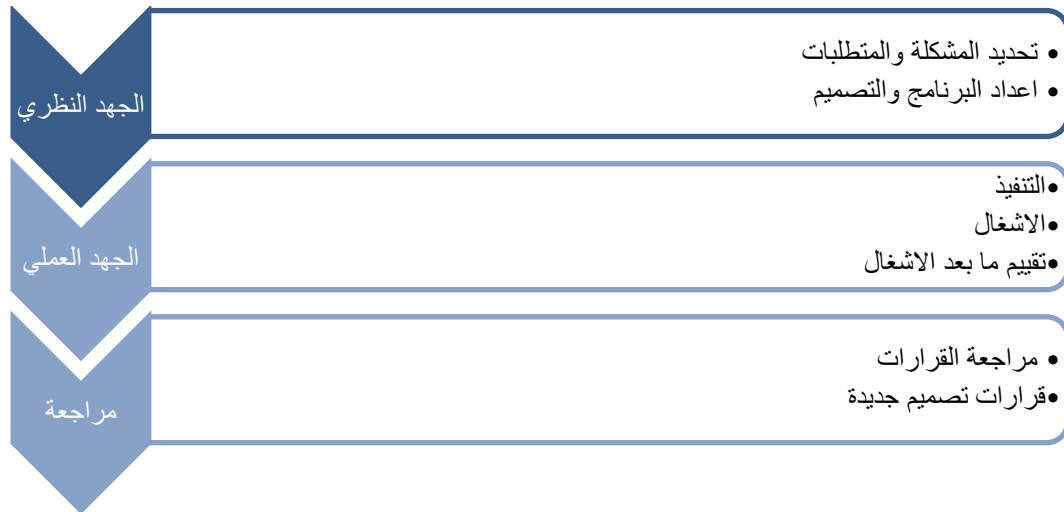 الجهد النظري
• تحديد المشكلة والمتطلبات
• اعداد البرنامج والتصميم
الجهد العملي
•التنفيذ
•الاشغال
•تقييم ما بعد الاشغال
مراجعة
• مراجعة القرارات
•قرارات تصميم جديدة